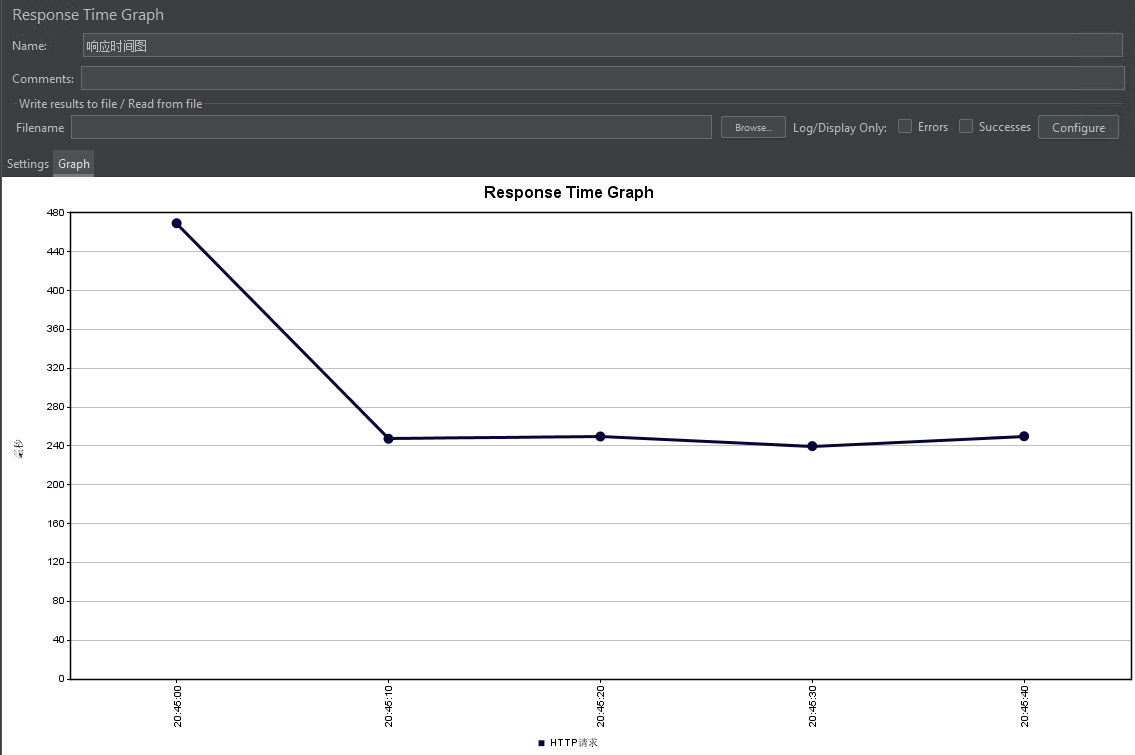 Response Time Graph
Name: 响应时间图
Comments:
Write results to file / Read from file
Filename Browse... Log/Display Only: Errors Successes Configure
Settings Graph
Response Time Graph
480
440
400
360
320
280
240
毫秒
200
160
120
80
40
0
20:45:00 20:45:10 20:45:20 20:45:30 20:45:40
HTTP请求